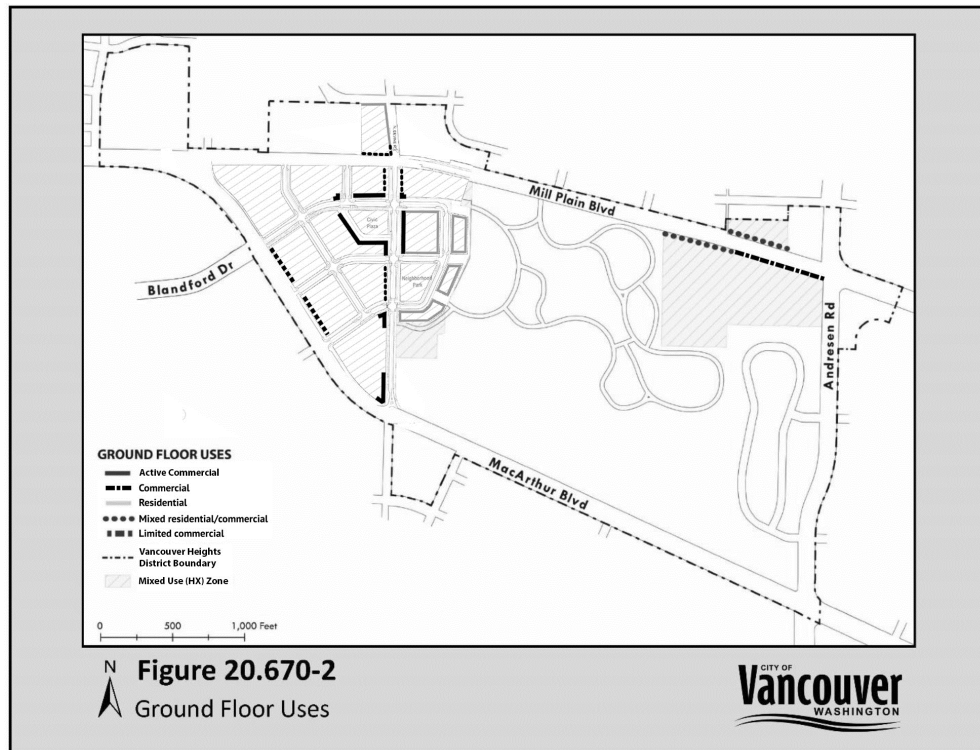 Mill Plain Blvd
Civic
Plaza
Neighborhood
Park
Blandford Dr
Andresen Rd
MacArthur Blvd
GROUND FLOOR USES
Active Commercial
Commercial
Residential
Mixed residential/commercial
Limited commercial
Vancouver Heights
District Boundary
Mixed Use (HX) Zone
0 500 1,000 Feet
N
Figure 20.670-2
Ground Floor Uses
CITY OF
Vancouver
WASHINGTON